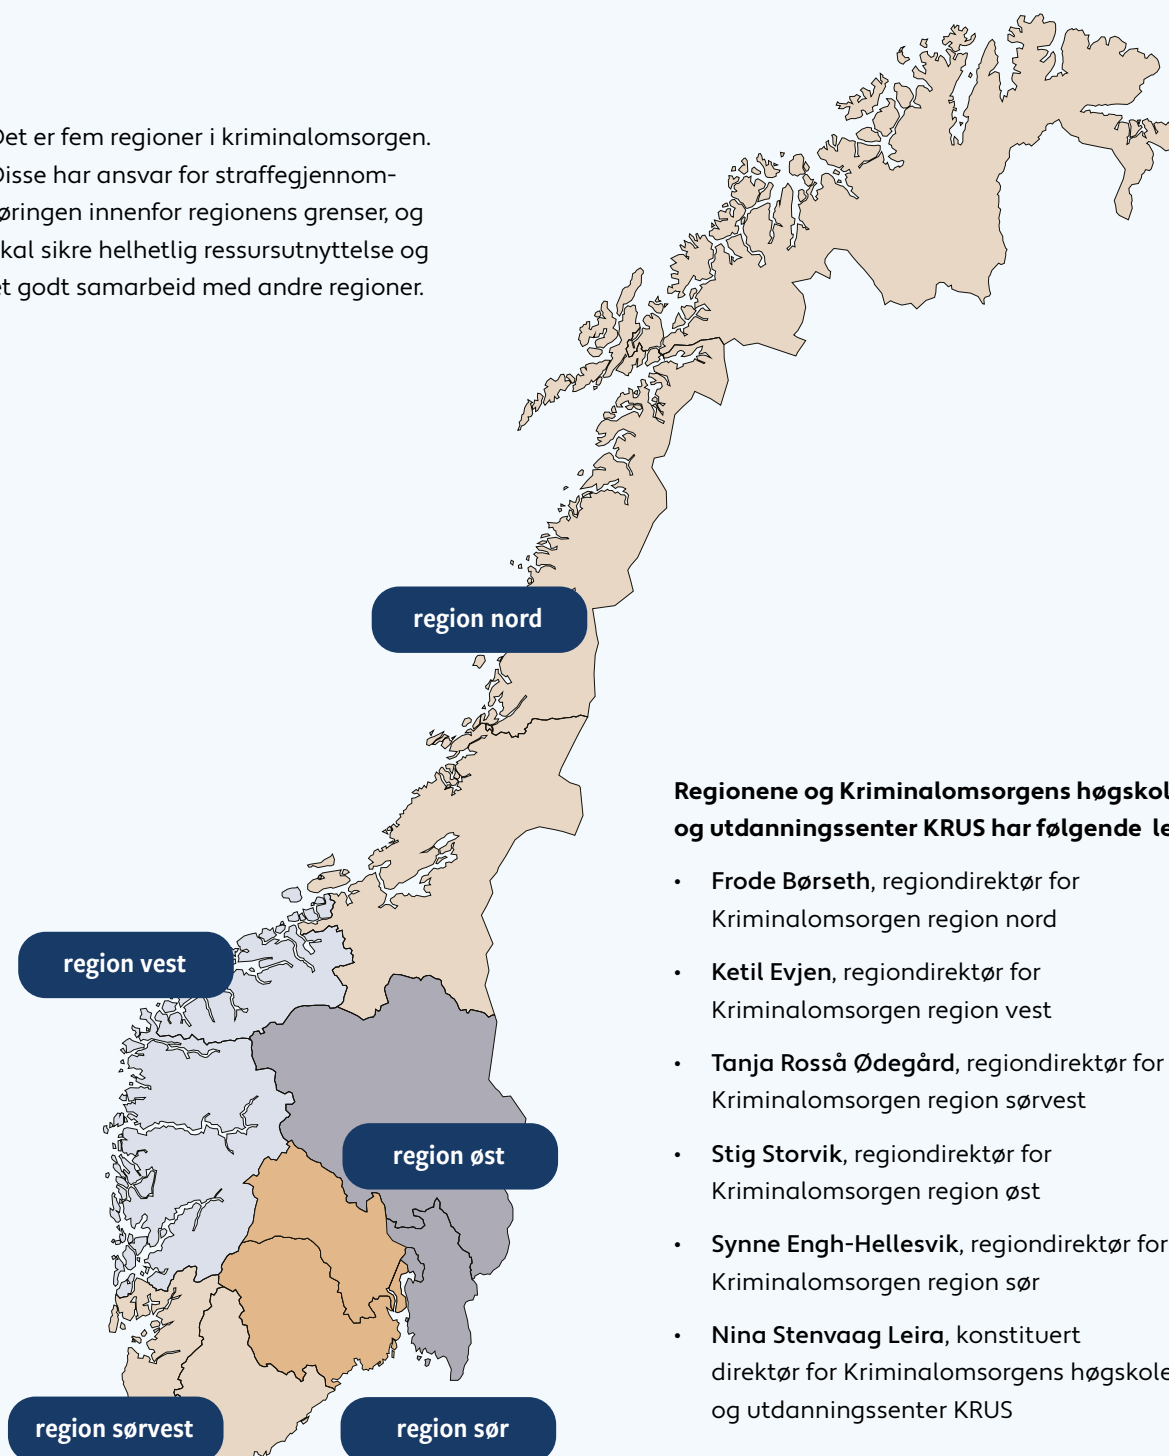 Det er fem regioner i kriminalomsorgen.
Disse har ansvar for straffegjennom-
øringen innenfor regionens grenser, og
kal sikre helhetlig ressursutnyttelse og
et godt samarbeid med andre regioner.
region nord
Regionene og Kriminalomsorgens høgskol
og utdanningssenter KRUS har følgende le
• Frode Børseth, regiondirektør for
Kriminalomsorgen region nord
region vest
• Ketil Evjen, regiondirektør for
Kriminalomsorgen region vest
• Tanja Rosså Ødegård, regiondirektør for
Kriminalomsorgen region sørvest
region øst
• Stig Storvik, regiondirektør for
Kriminalomsorgen region øst
• Synne Engh-Hellesvik, regiondirektør for
Kriminalomsorgen region sør
• Nina Stenvaag Leira, konstituert
direktør for Kriminalomsorgens høgskole
og utdanningssenter KRUS
region sørvest
region sør